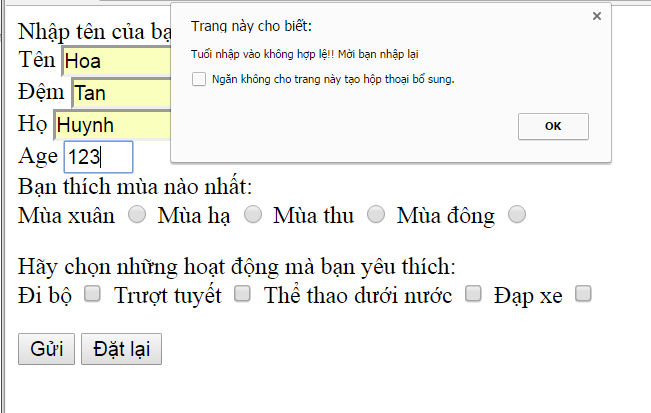 Nhập tên của bạ
Tên Hoa
Đệm Tan
Họ Huynh
Age 123
Bạn thích mùa nào nhất:
Mùa xuân Mùa hạ Mùa thu Mùa đông
Hãy chọn những hoạt động mà bạn yêu thích:
Đi bộ Trượt tuyết Thể thao dưới nước Đạp xe
Gửi Đặt lại
Trang này cho biết:
Tuổi nhập vào không hợp lệ!! Mời bạn nhập lại
Ngăn không cho trang này tạo hộp thoại bổ sung.
OK